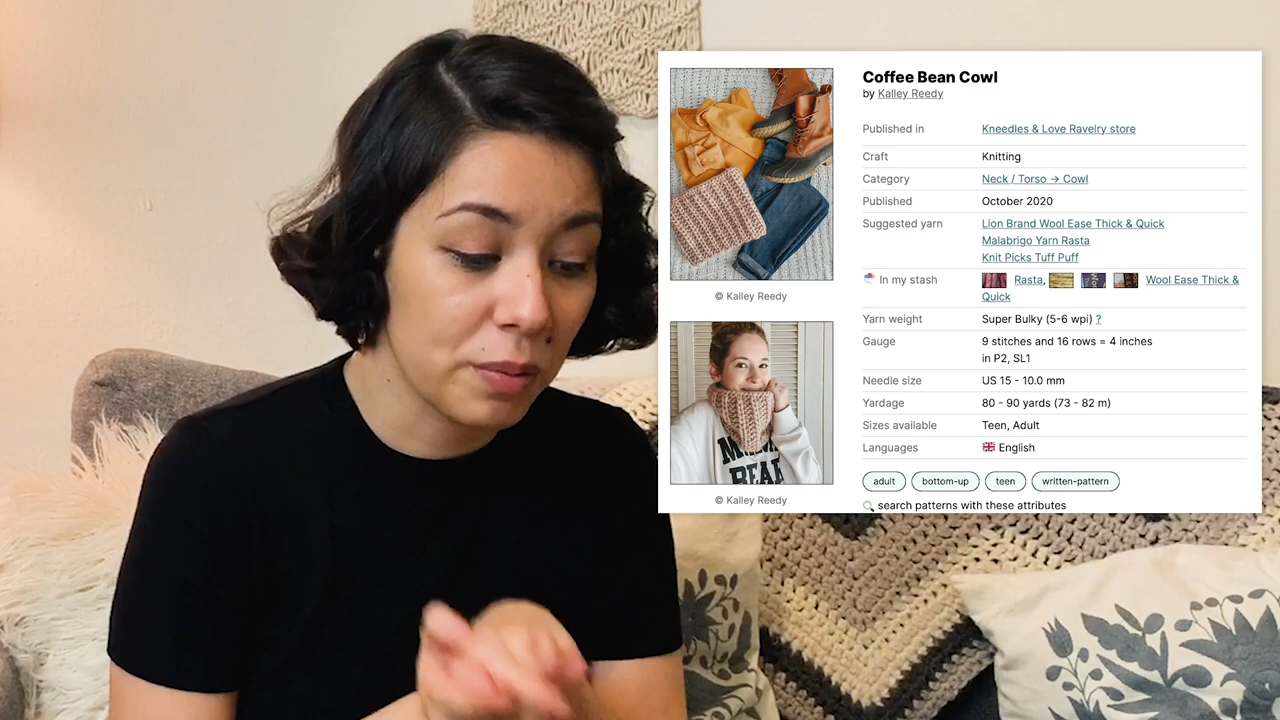 Coffee Bean Cowl
by Kalley Reedy
Published in Kneedles & Love Ravelry store
Craft Knitting
Category Neck / Torso → Cowl
Published October 2020
Suggested yarn Lion Brand Wool Ease Thick & Quick
Malabrigo Yarn Rasta
Knit Picks Tuff Puff
In my stash Rasta, Wool Ease Thick &
Quick
Yarn weight Super Bulky (5-6 wpi) ?
Gauge 9 stitches and 16 rows = 4 inches
in P2, SL1
Needle size US 15 - 10.0 mm
Yardage 80 - 90 yards (73 - 82 m)
Sizes available Teen, Adult
Languages English
adult bottom-up teen written-pattern
search patterns with these attributes
© Kalley Reedy
BEAR
© Kalley Reedy